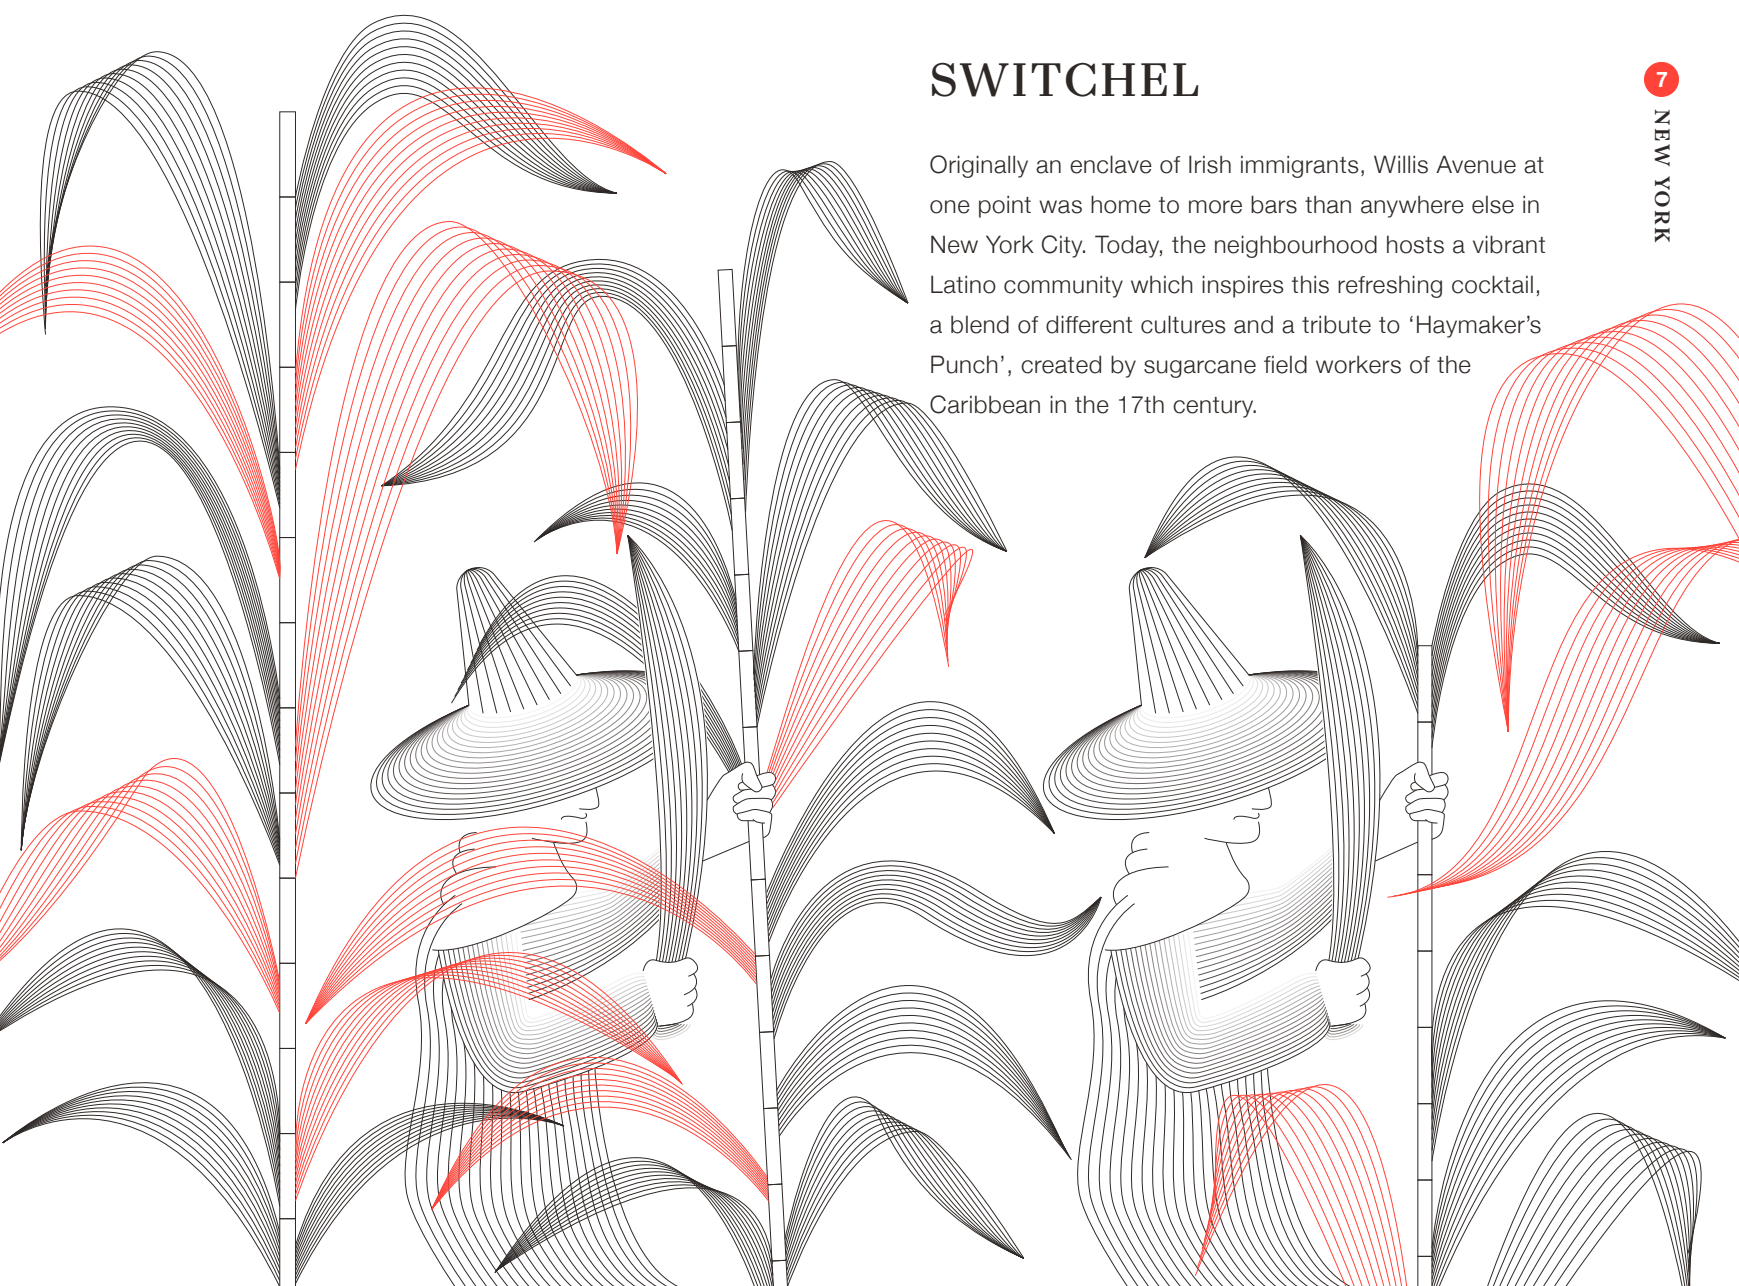 SWITCHEL
Originally an enclave of Irish immigrants, Willis Avenue at
one point was home to more bars than anywhere else in
New York City. Today, the neighbourhood hosts a vibrant
Latino community which inspires this refreshing cocktail,
a blend of different cultures and a tribute to ‘Haymaker’s
Punch’, created by sugarcane field workers of the
Caribbean in the 17th century.
7
NEW YORK